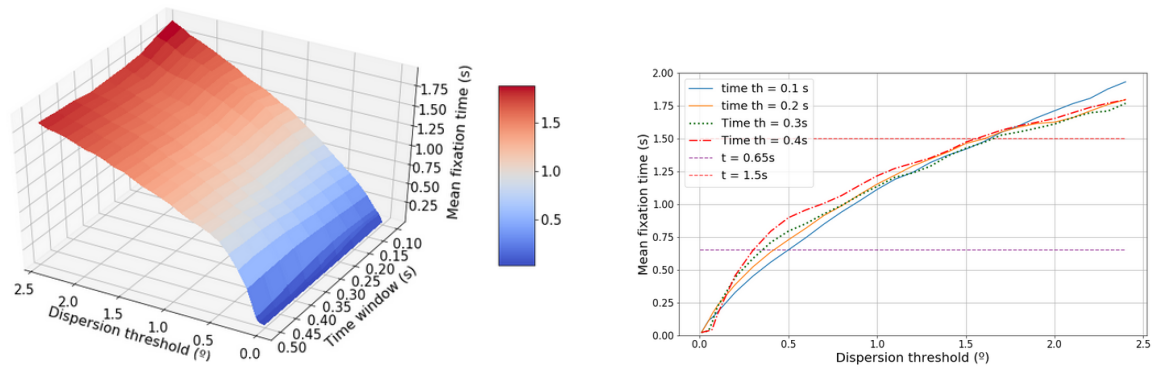 1.75
1.50
1.25
1.00
0.75
0.50
0.25
Mean fixation time (s)
0.10
0.15
0.20
0.25
0.30
0.35
0.40
0.45
0.50
Time window (s)
2.5
2.0
1.5
1.0
0.5
0.0
Dispersion threshold (º)
1.5
1.0
0.5
2.00
1.75
1.50
1.25
1.00
0.75
0.50
0.25
0.00
Mean fixation time (s)
time th = 0.1 s
time th = 0.2 s
Time th = 0.3s
Time th = 0.4s
t = 0.65s
t = 1.5s
0.0 0.5 1.0 1.5 2.0 2.5
Dispersion threshold (º)